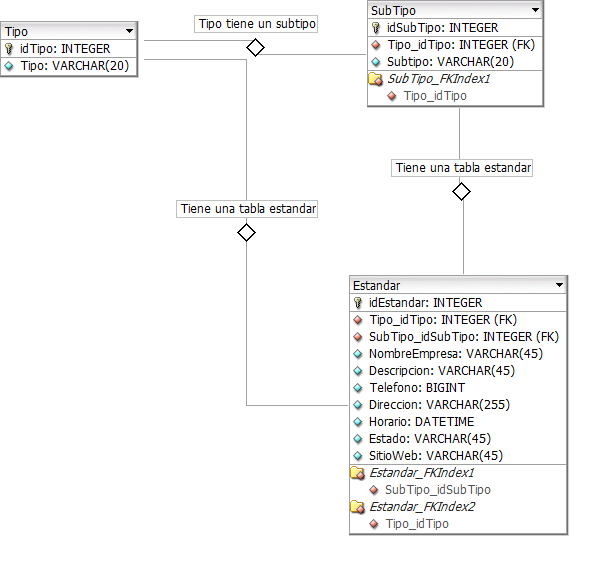 Tipo
idTipo: INTEGER
Tipo: VARCHAR(20)
Tipo tiene un subtipo
SubTipo
idSubTipo: INTEGER
Tipo_idTipo: INTEGER (FK)
Subtipo: VARCHAR(20)
SubTipo_FKIndex1
Tipo_idTipo
Tiene una tabla estandar
Tiene una tabla estandar
Estandar
idEstandar: INTEGER
Tipo_idTipo: INTEGER (FK)
SubTipo_idSubTipo: INTEGER (FK)
NombreEmpresa: VARCHAR(45)
Descripcion: VARCHAR(45)
Telefono: BIGINT
Direccion: VARCHAR(255)
Horario: DATETIME
Estado: VARCHAR(45)
SitioWeb: VARCHAR(45)
Estandar_FKIndex1
SubTipo_idSubTipo
Estandar_FKIndex2
Tipo_idTipo